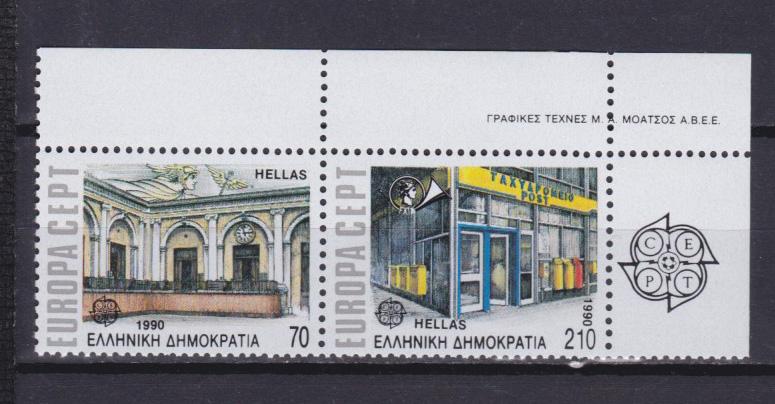 ΓΡΑΦΙΚΕΣ ΤΕΧΝΕΣ Μ. Α. ΜΟΑΤΣΟΣ Α.Β.Ε.Ε.
EUROPA CEPT
HELLAS
1990
70
ΕΛΛΗΝΙΚΗ ΔΗΜΟΚΡΑΤΙΑ
EUROPA CEPT
ΤΑΧΥΔΡΟΜΕΙΟ
POST
HELLAS
1990
ΕΛΛΗΝΙΚΗ ΔΗΜΟΚΡΑΤΙΑ
210
C E
P T